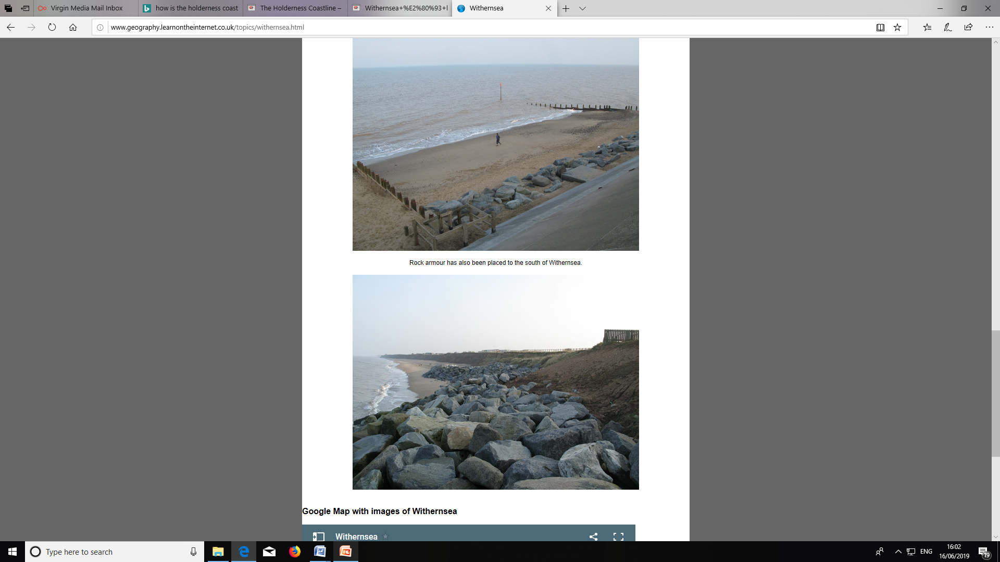 Virgin Media Mail Inbox
how is the holderness coast
The Holderness Coastline –
Withernsea+%E2%80%93+l
Withernsea
www.geography.learnontheinternet.co.uk/topics/withernsea.html
Rock armour has also been placed to the south of Withernsea.
Google Map with images of Withernsea
Withernsea
Type here to search
ENG
16:02
16/06/2019
19